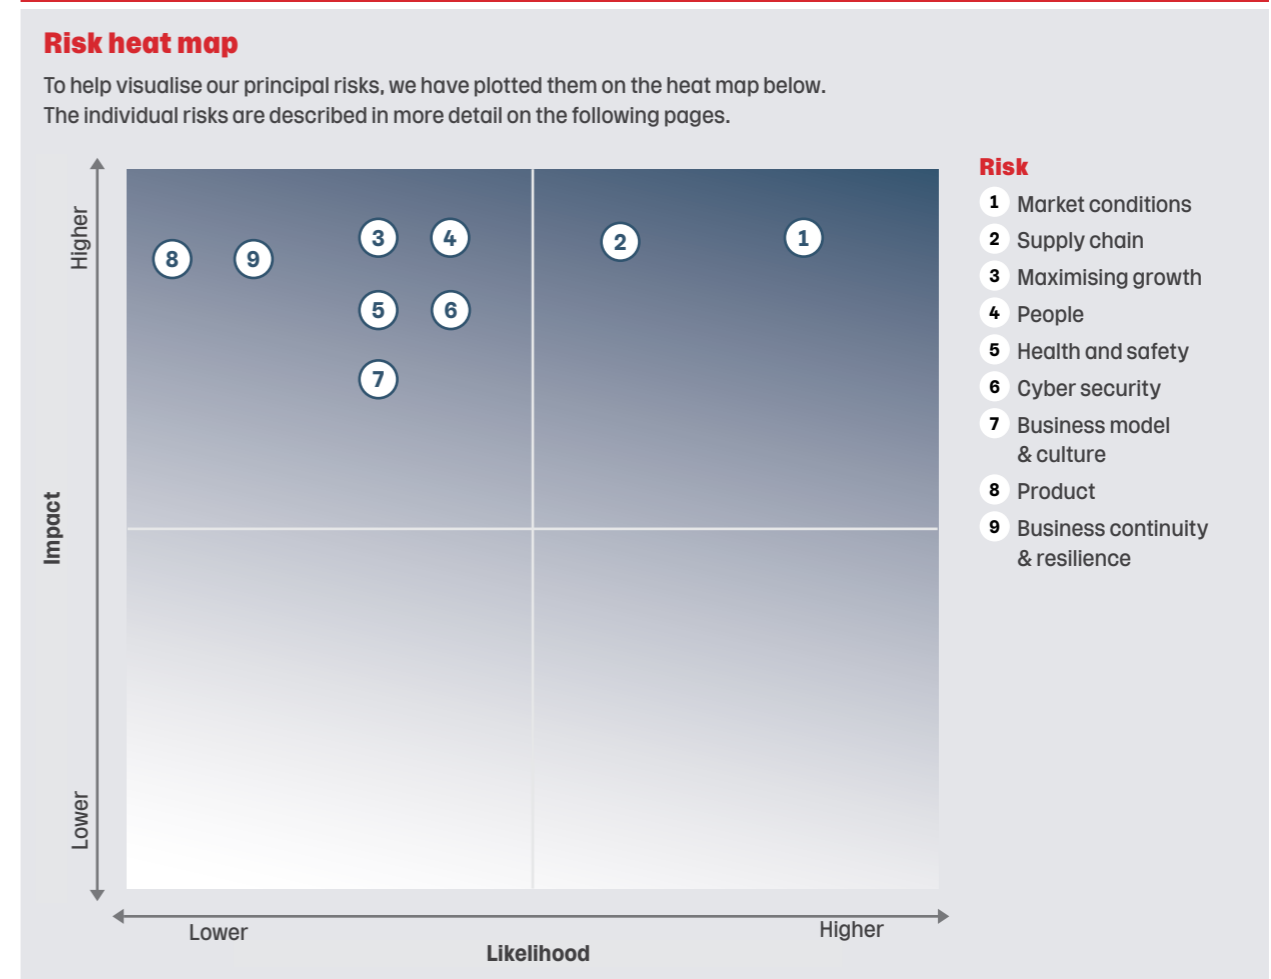 Risk heat map
To help visualise our principal risks, we have plotted them on the heat map below.
The individual risks are described in more detail on the following pages.
Impact
Higher
Lower
3
4
2
1
8
9
5
6
7
Lower
Higher
Likelihood
Risk
1 Market conditions
2 Supply chain
3 Maximising growth
4 People
5 Health and safety
6 Cyber security
7 Business model
& culture
8 Product
9 Business continuity
& resilience